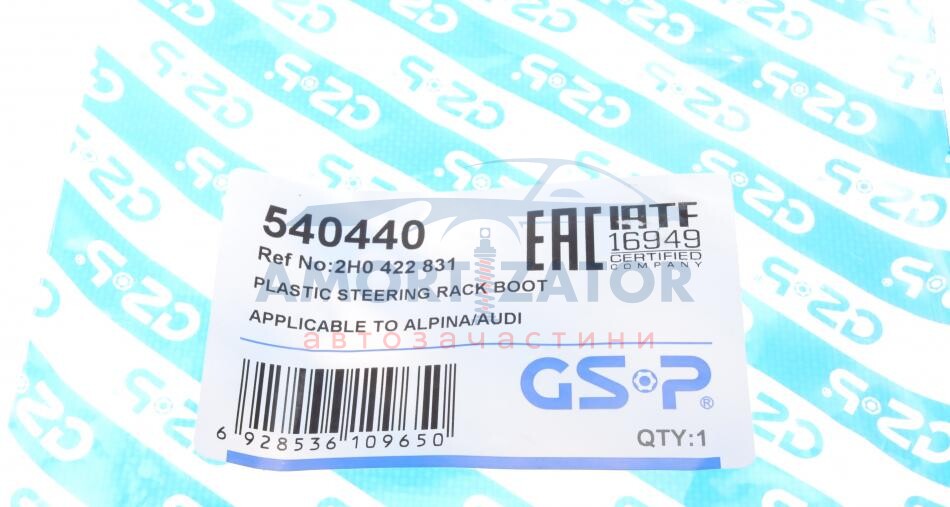 540440
Ref No:2H0 422 831
PLASTIC STEERING RACK BOOT
APPLICABLE TO ALPINA/AUDI
EAC
IATF
16949
CERTIFIED
COMPANY
AMORTIZATOR
автозапчастини
GSP®
6 928536 109650
QTY:1